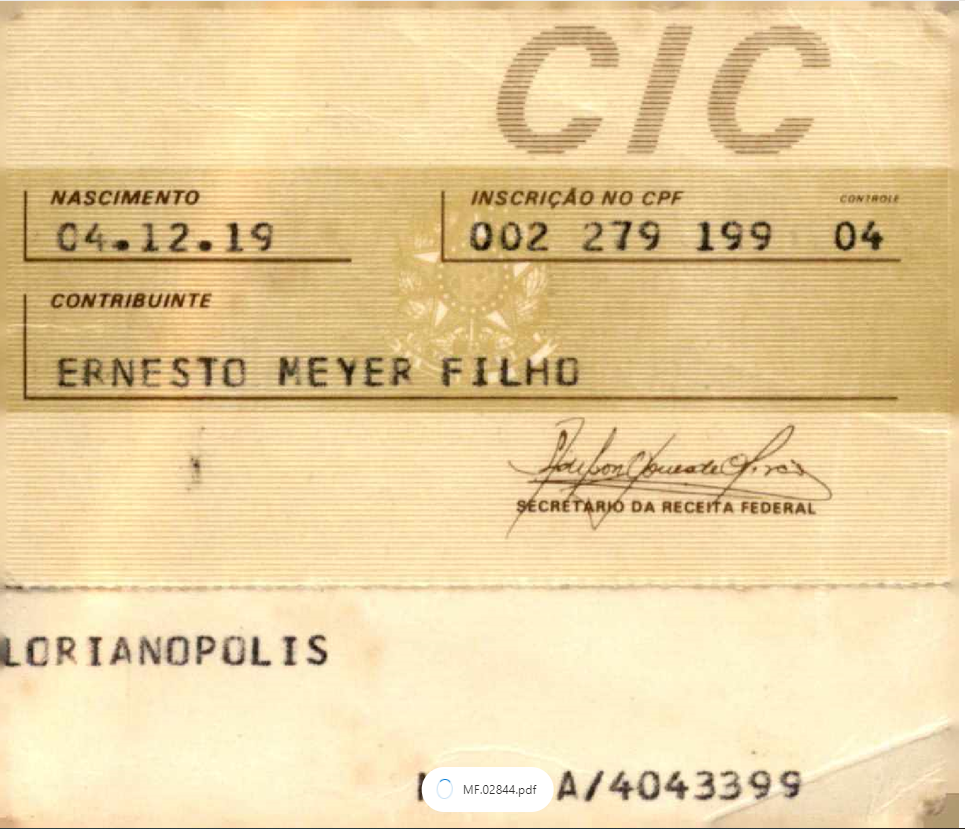 CIC
NASCIMENTO
04.12.19
INSCRIÇÃO NO CPF CONTROLE
002 279 199 04
CONTRIBUINTE
ERNESTO MEYER FILHO
SECRETÁRIO DA RECEITA FEDERAL
LORIANOPOLIS
A/4043399
MF.02844.pdf